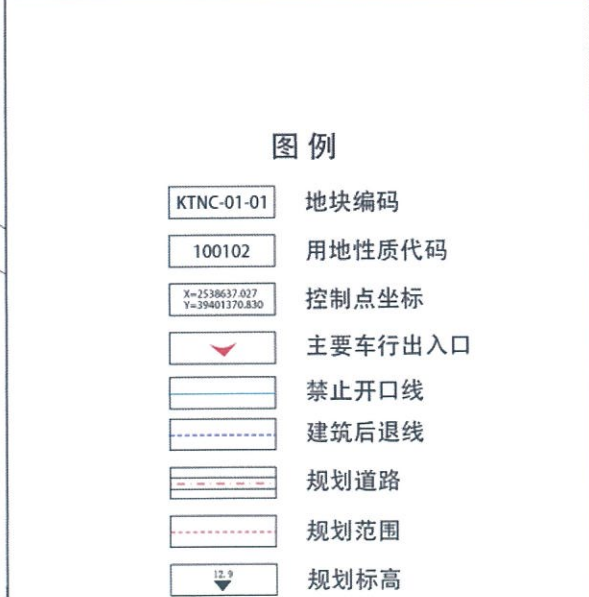 图例
KTNC-01-01 地块编码
100102 用地性质代码
X=2538637.027
Y=39401370.830 控制点坐标
主要车行出入口
禁止开口线
建筑后退线
规划道路
规划范围
12.9 规划标高